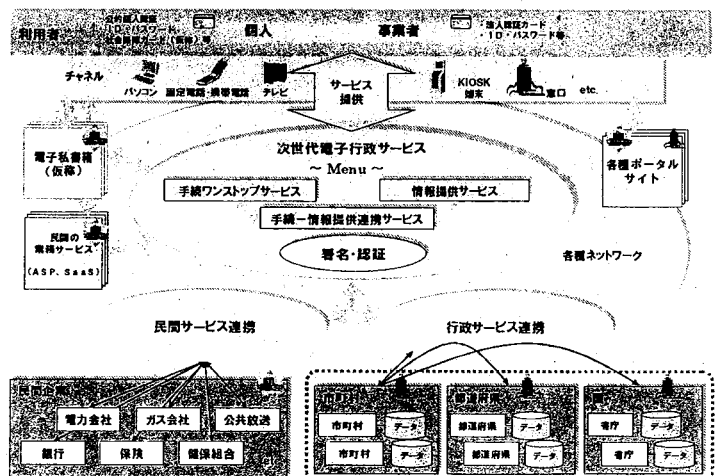 利用者
個人
事業者
・法人認証カード
・ID・パスワード等
チャネル
パソコン
固定電話・携帯電話
テレビ
サービス
提供
KIOSK
端末
窓口
etc.
電子私書箱
（仮称）
次世代電子行政サービス
～ Menu ～
各種ポータル
サイト
手続ワンストップサービス
情報提供サービス
手続－情報提供連携サービス
民間の
業務サービス
（ASP、SaaS）
署名・認証
各種ネットワーク
民間サービス連携
行政サービス連携
民間企業
市町村
都道府県
電力会社
ガス会社
公共放送
市町村
データ
都道府県
データ
省庁
データ
銀行
保険
健保組合
市町村
データ
都道府県
データ
省庁
データ